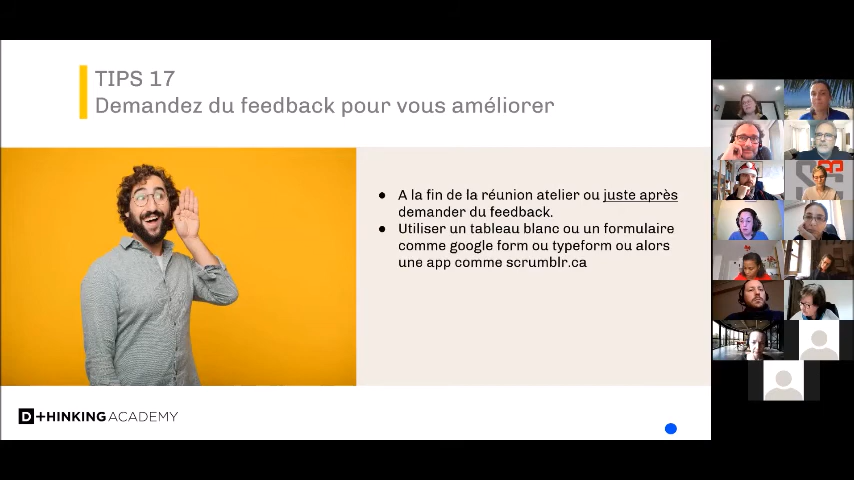 TIPS 17
Demandez du feedback pour vous améliorer
● A la fin de la réunion atelier ou juste après
demander du feedback.
● Utiliser un tableau blanc ou un formulaire
comme google form ou typeform ou alors
une app comme scrumblr.ca
D+HINKING ACADEMY